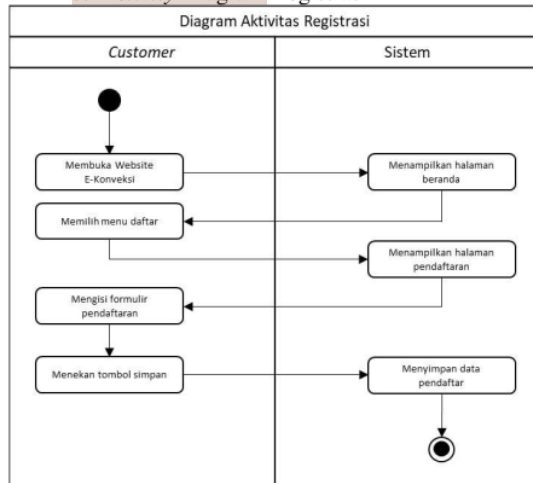 Diagram Aktivitas Registrasi
Customer
Sistem
Membuka Website
E-Konveksi
Menampilkan halaman
beranda
Memilih menu daftar
Menampilkan halaman
pendaftaran
Mengisi formulir
pendaftaran
Menekan tombol simpan
Menyimpan data
pendaftar